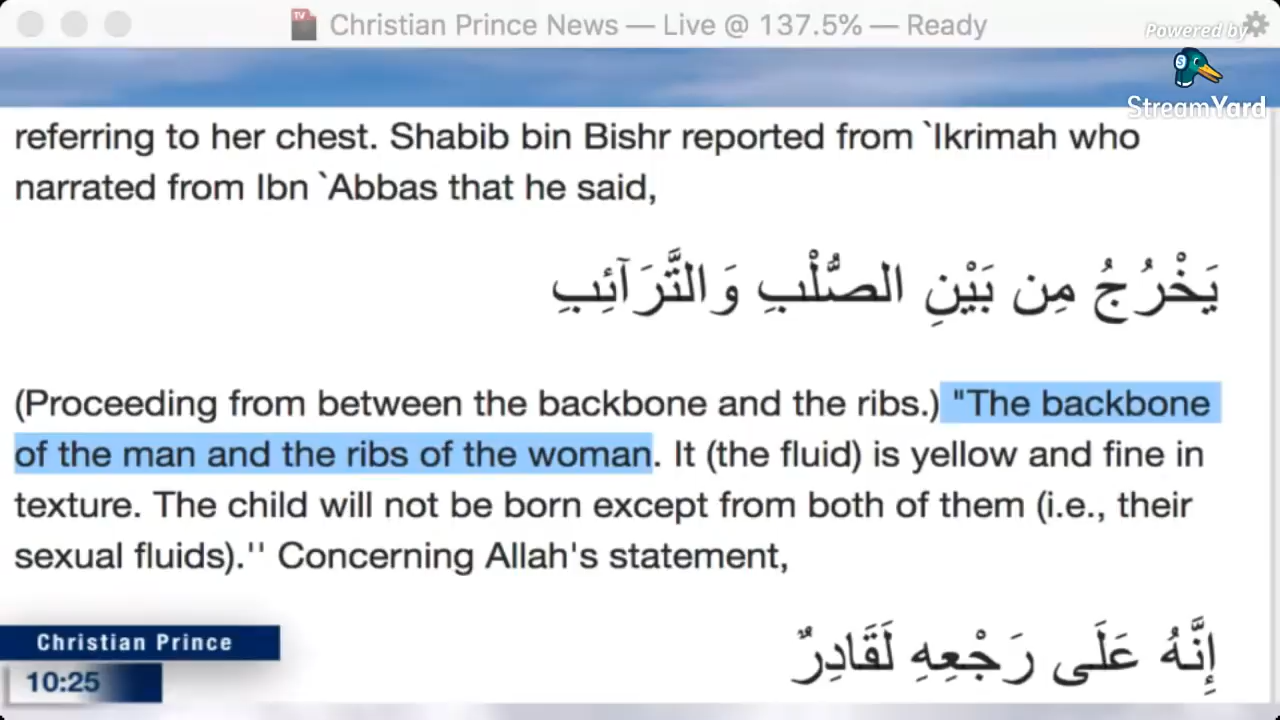 Christian Prince News — Live @ 137.5% — Ready
Powered by
StreamYard
referring to her chest. Shabib bin Bishr reported from `Ikrimah who
narrated from Ibn `Abbas that he said,
يَخْرُجُ مِن بَيْنِ الصُّلْبِ وَالتَّرَآئِبِ
(Proceeding from between the backbone and the ribs.) "The backbone
of the man and the ribs of the woman. It (the fluid) is yellow and fine in
texture. The child will not be born except from both of them (i.e., their
sexual fluids).'' Concerning Allah's statement,
إِنَّهُ عَلَى رَجْعِهِ لَقَادِرٌ
Christian Prince
10:25